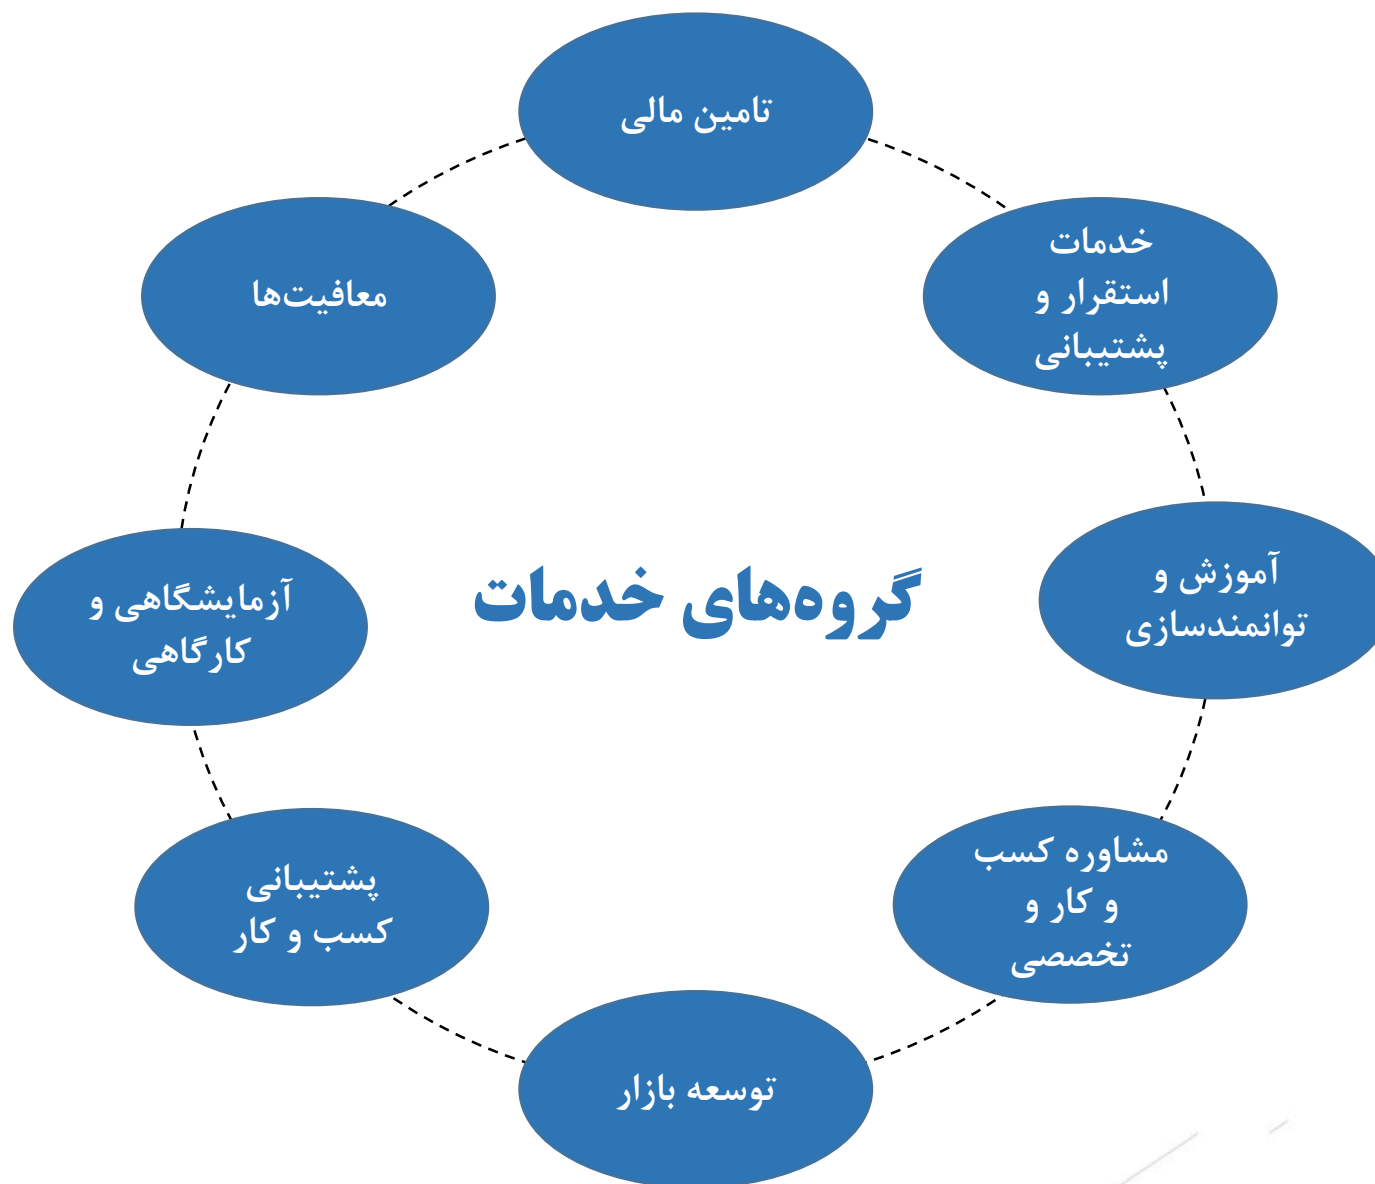 تامین مالی
خدمات
استقرار و
پشتیبانی
معافیت‌ها
آموزش و
توانمندسازی
گروه‌های خدمات
آزمایشگاهی و
کارگاهی
مشاوره کسب
و کار و
تخصصی
پشتیبانی
کسب و کار
توسعه بازار